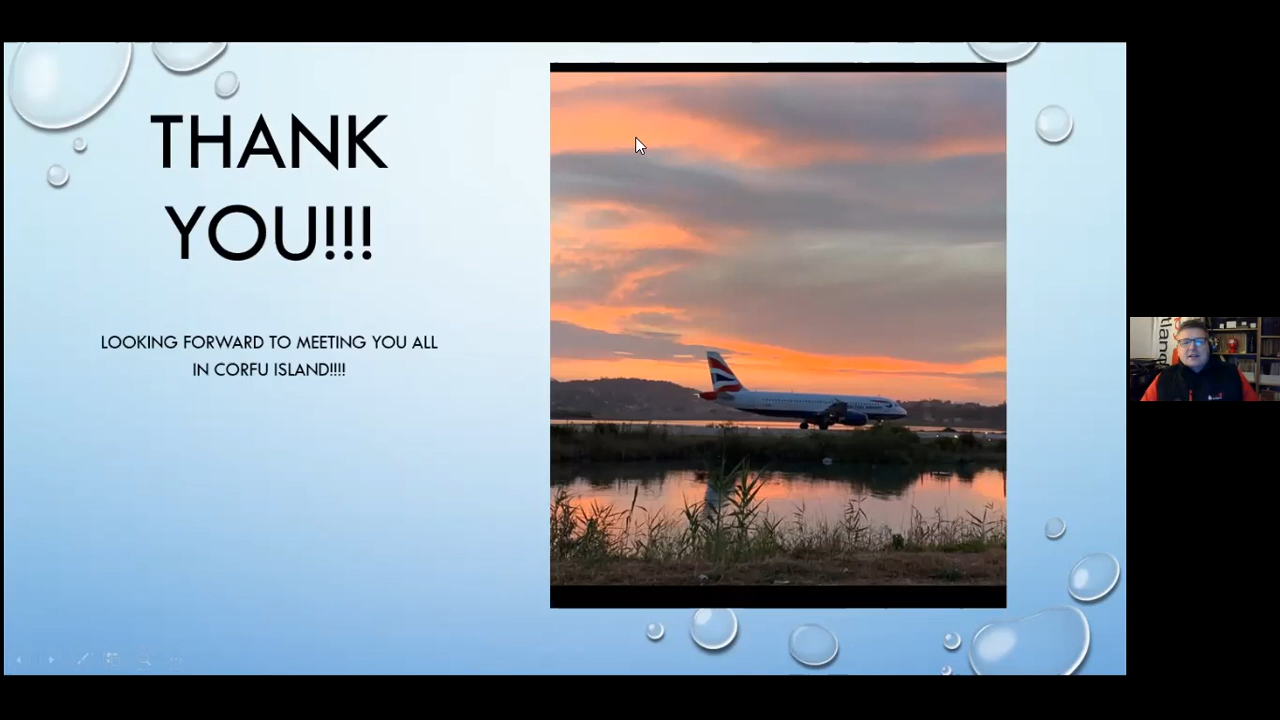 THANK
YOU!!!
LOOKING FORWARD TO MEETING YOU ALL
IN CORFU ISLAND!!!!